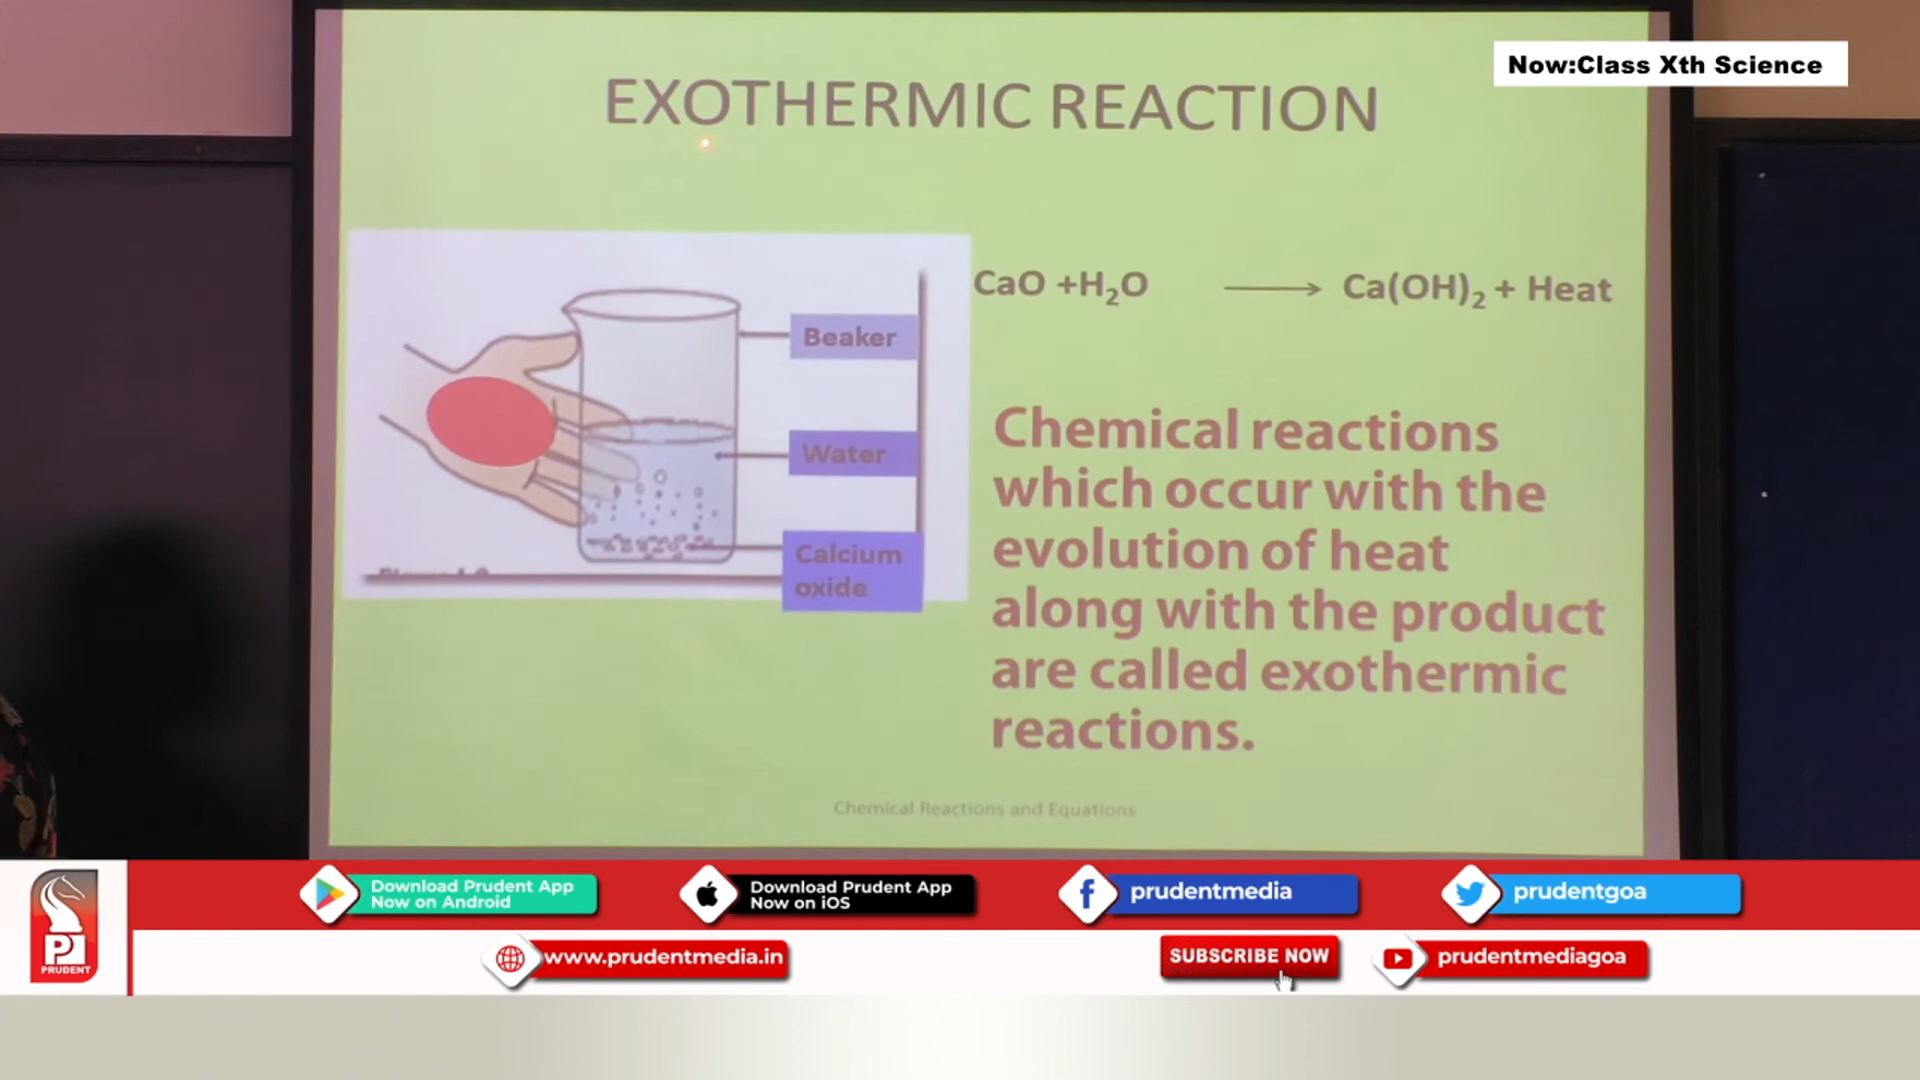 Now:Class Xth Science
EXOTHERMIC REACTION
CaO +H₂O ⟶ Ca(OH)₂ + Heat
Beaker
Water
Calcium
oxide
Chemical reactions
which occur with the
evolution of heat
along with the product
are called exothermic
reactions.
Chemical Reactions and Equations
Download Prudent App
Now on Android
Download Prudent App
Now on iOS
prudentmedia
prudentgoa
PRUDENT
www.prudentmedia.in
SUBSCRIBE NOW
prudentmediagoa